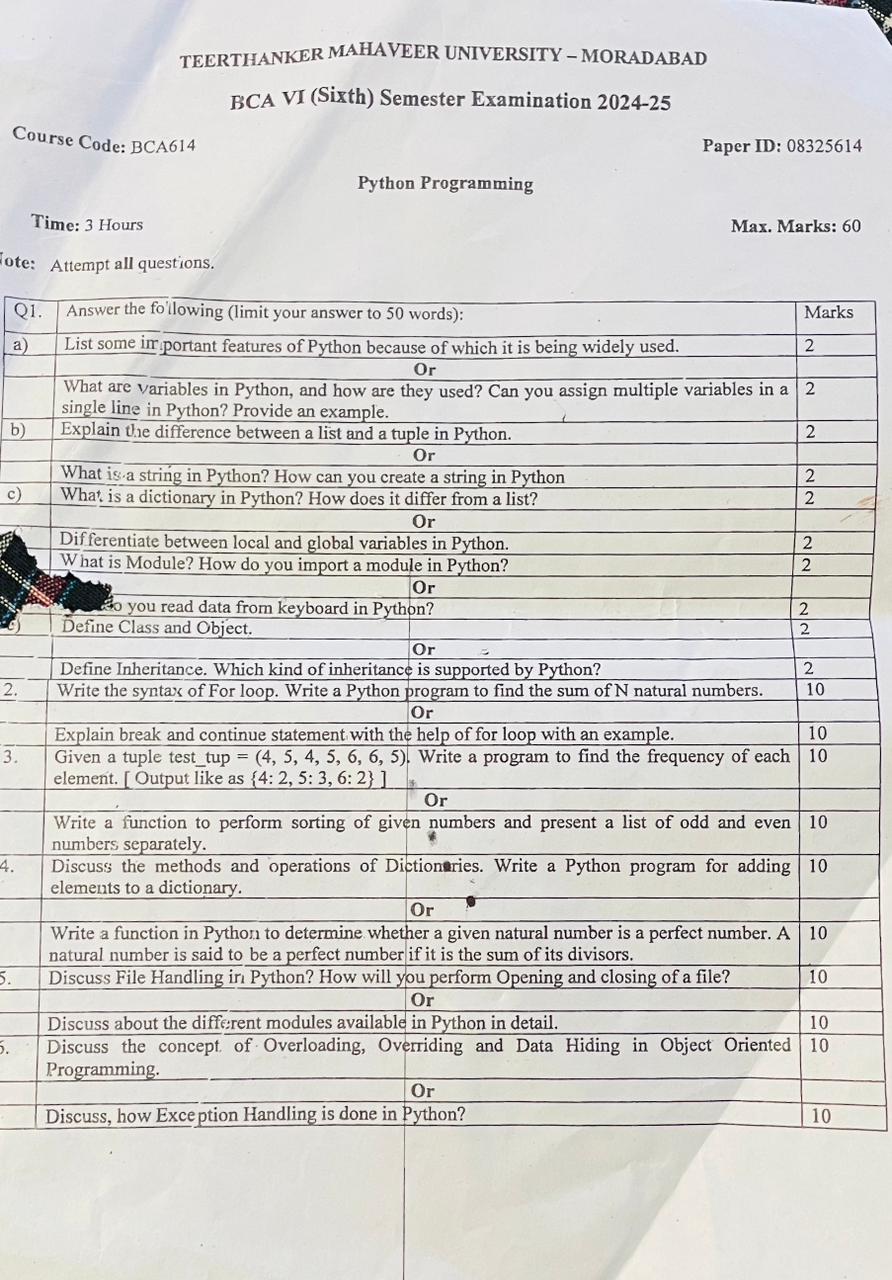 TEERTHANKER MAHAVEER UNIVERSITY – MORADABAD
BCA VI (Sixth) Semester Examination 2024-25
Course Code: BCA614 Paper ID: 08325614
Python Programming
Time: 3 Hours Max. Marks: 60
ote: Attempt all questions.
Q1. Answer the following (limit your answer to 50 words): Marks
a) List some important features of Python because of which it is being widely used. 2
Or
What are variables in Python, and how are they used? Can you assign multiple variables in a 2
single line in Python? Provide an example.
b) Explain the difference between a list and a tuple in Python. 2
Or
What is a string in Python? How can you create a string in Python 2
c) What is a dictionary in Python? How does it differ from a list? 2
Or
Differentiate between local and global variables in Python. 2
What is Module? How do you import a module in Python? 2
Or
o you read data from keyboard in Python? 2
Define Class and Object. 2
Or
Define Inheritance. Which kind of inheritance is supported by Python? 2
2. Write the syntax of For loop. Write a Python program to find the sum of N natural numbers. 10
Or
Explain break and continue statement with the help of for loop with an example. 10
3. Given a tuple test_tup = (4, 5, 4, 5, 6, 6, 5). Write a program to find the frequency of each 10
element. [ Output like as {4: 2, 5: 3, 6: 2} ]
Or
Write a function to perform sorting of given numbers and present a list of odd and even 10
numbers separately.
4. Discuss the methods and operations of Dictionaries. Write a Python program for adding 10
elements to a dictionary.
Or
Write a function in Python to determine whether a given natural number is a perfect number. A 10
natural number is said to be a perfect number if it is the sum of its divisors.
5. Discuss File Handling in Python? How will you perform Opening and closing of a file? 10
Or
Discuss about the different modules available in Python in detail. 10
6. Discuss the concept of Overloading, Overriding and Data Hiding in Object Oriented 10
Programming.
Or
Discuss, how Exception Handling is done in Python? 10